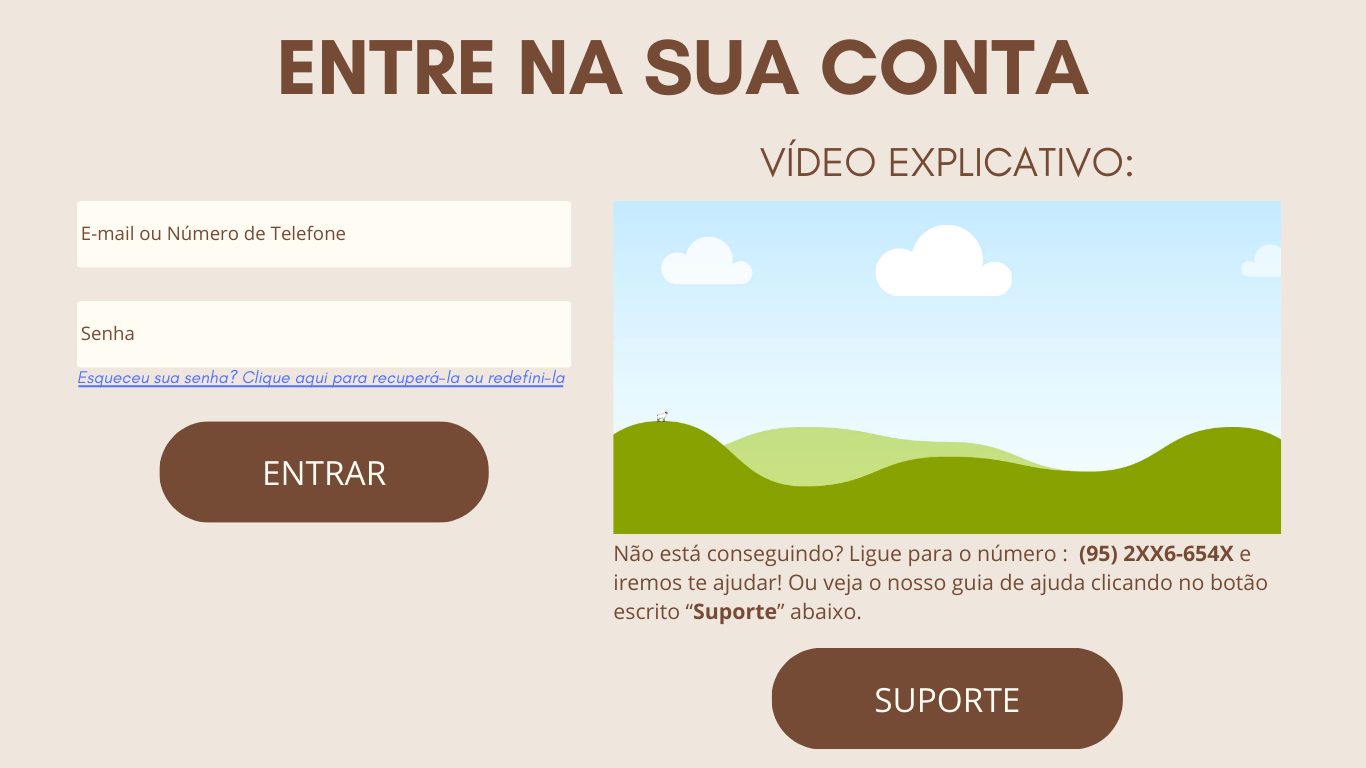 ENTRE NA SUA CONTA
E-mail ou Número de Telefone
Senha
Esqueceu sua senha? Clique aqui para recuperá-la ou redefini-la
ENTRAR
VÍDEO EXPLICATIVO:
Não está conseguindo? Ligue para o número : (95) 2XX6-654X e
iremos te ajudar! Ou veja o nosso guia de ajuda clicando no botão
escrito “Suporte” abaixo.
SUPORTE